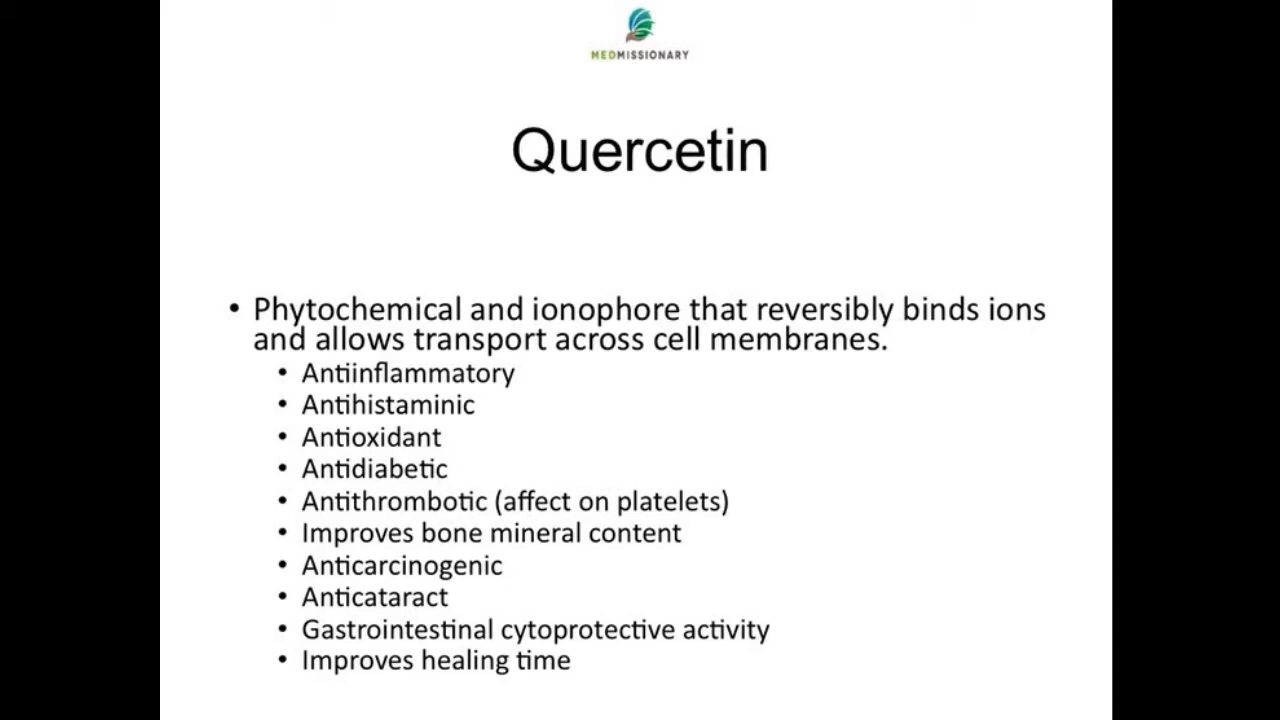 MEDMISSIONARY
Quercetin
• Phytochemical and ionophore that reversibly binds ions
and allows transport across cell membranes.
• Antiinflammatory
• Antihistaminic
• Antioxidant
• Antidiabetic
• Antithrombotic (affect on platelets)
• Improves bone mineral content
• Anticarcinogenic
• Anticataract
• Gastrointestinal cytoprotective activity
• Improves healing time